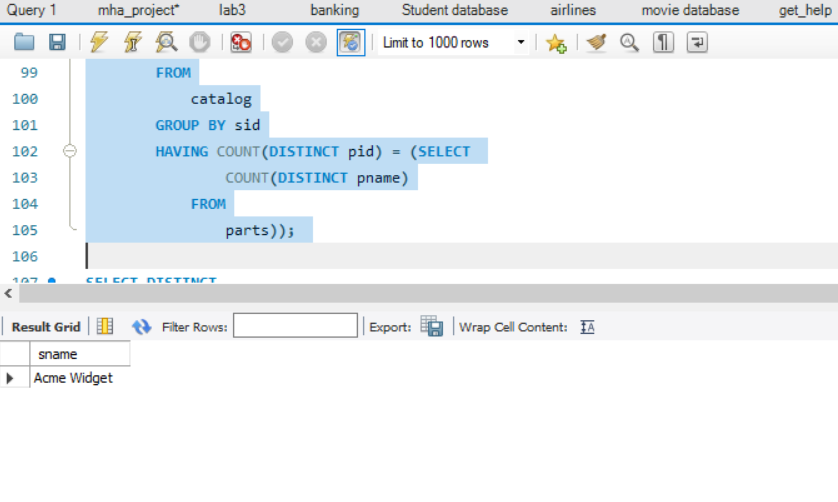 Query 1 mha_project* lab3 banking Student database airlines movie database get_help
Limit to 1000 rows
99 FROM
100 catalog
101 GROUP BY sid
102 HAVING COUNT(DISTINCT pid) = (SELECT
103 COUNT(DISTINCT pname)
104 FROM
105 parts));
106
107 SELECT DISTINCT
Result Grid Filter Rows: Export: Wrap Cell Content:
sname
Acme Widget